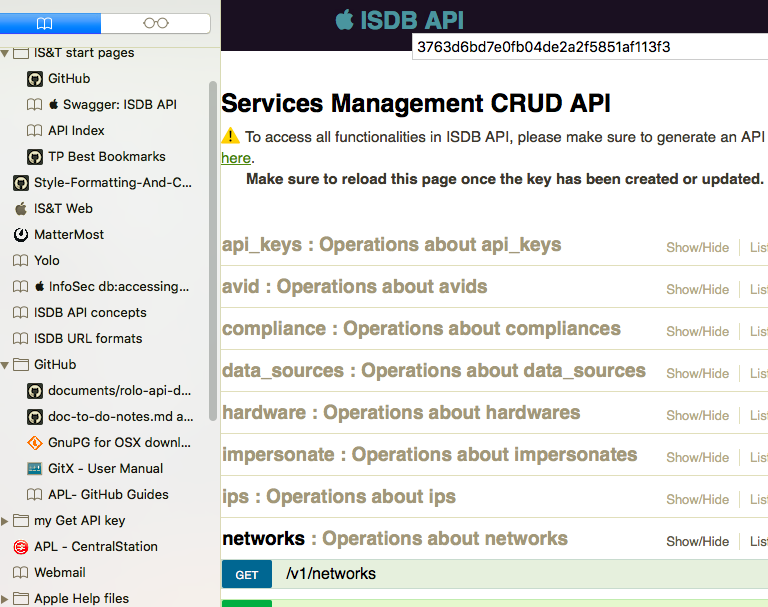 IS&T start pages
GitHub
Swagger: ISDB API
API Index
TP Best Bookmarks
Style-Formatting-And-C...
IS&T Web
MatterMost
Yolo
InfoSec db:accessing...
ISDB API concepts
ISDB URL formats
GitHub
documents/rolo-api-d...
doc-to-do-notes.md a...
GnuPG for OSX downl...
GitX - User Manual
APL- GitHub Guides
my Get API key
APL - CentralStation
Webmail
Apple Help files
ISDB API
3763d6bd7e0fb04de2a2f5851af113f3
Services Management CRUD API
To access all functionalities in ISDB API, please make sure to generate an API
here.
Make sure to reload this page once the key has been created or updated.
api_keys : Operations about api_keys Show/Hide Lis
avid : Operations about avids Show/Hide Lis
compliance : Operations about compliances Show/Hide Lis
data_sources : Operations about data_sources Show/Hide Lis
hardware : Operations about hardwares Show/Hide Lis
impersonate : Operations about impersonates Show/Hide Lis
ips : Operations about ips Show/Hide Lis
networks : Operations about networks Show/Hide Lis
GET /v1/networks